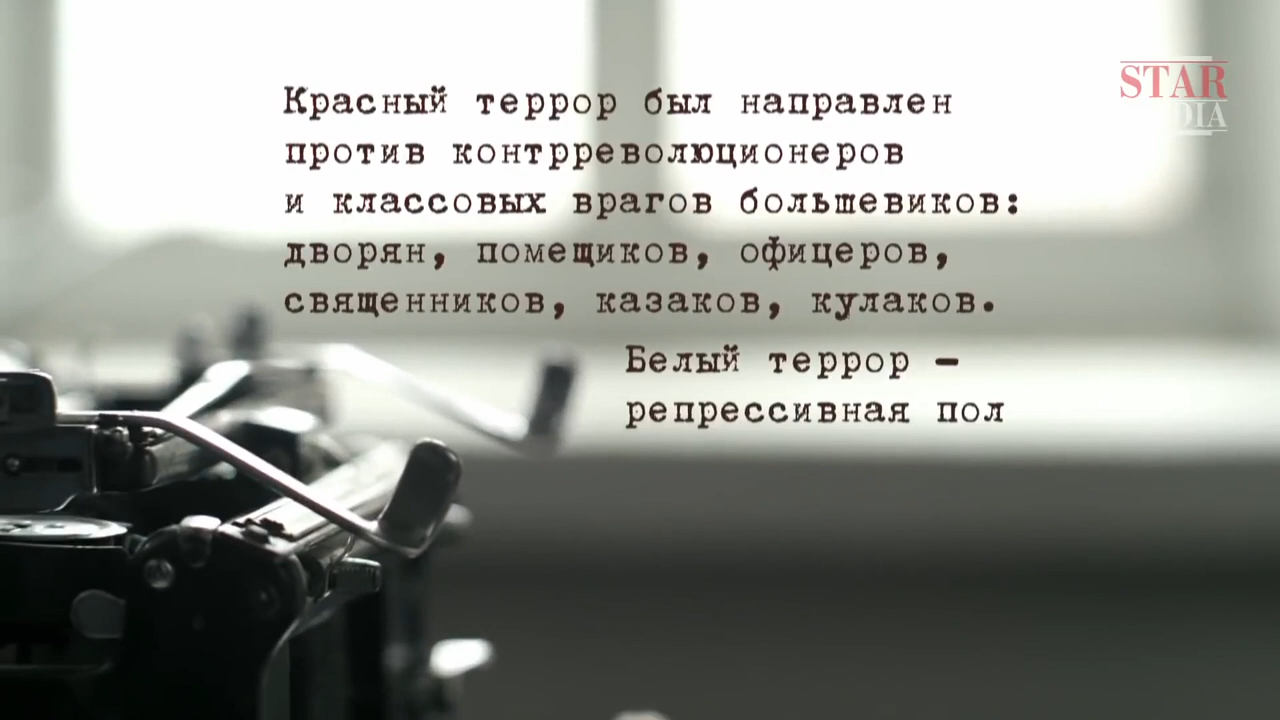 STAR
Красный террор был направлен
против контрреволюционеров
и классовых врагов большевиков:
дворян, помещиков, офицеров,
священников, казаков, кулаков.
Белый террор –
репрессивная пол